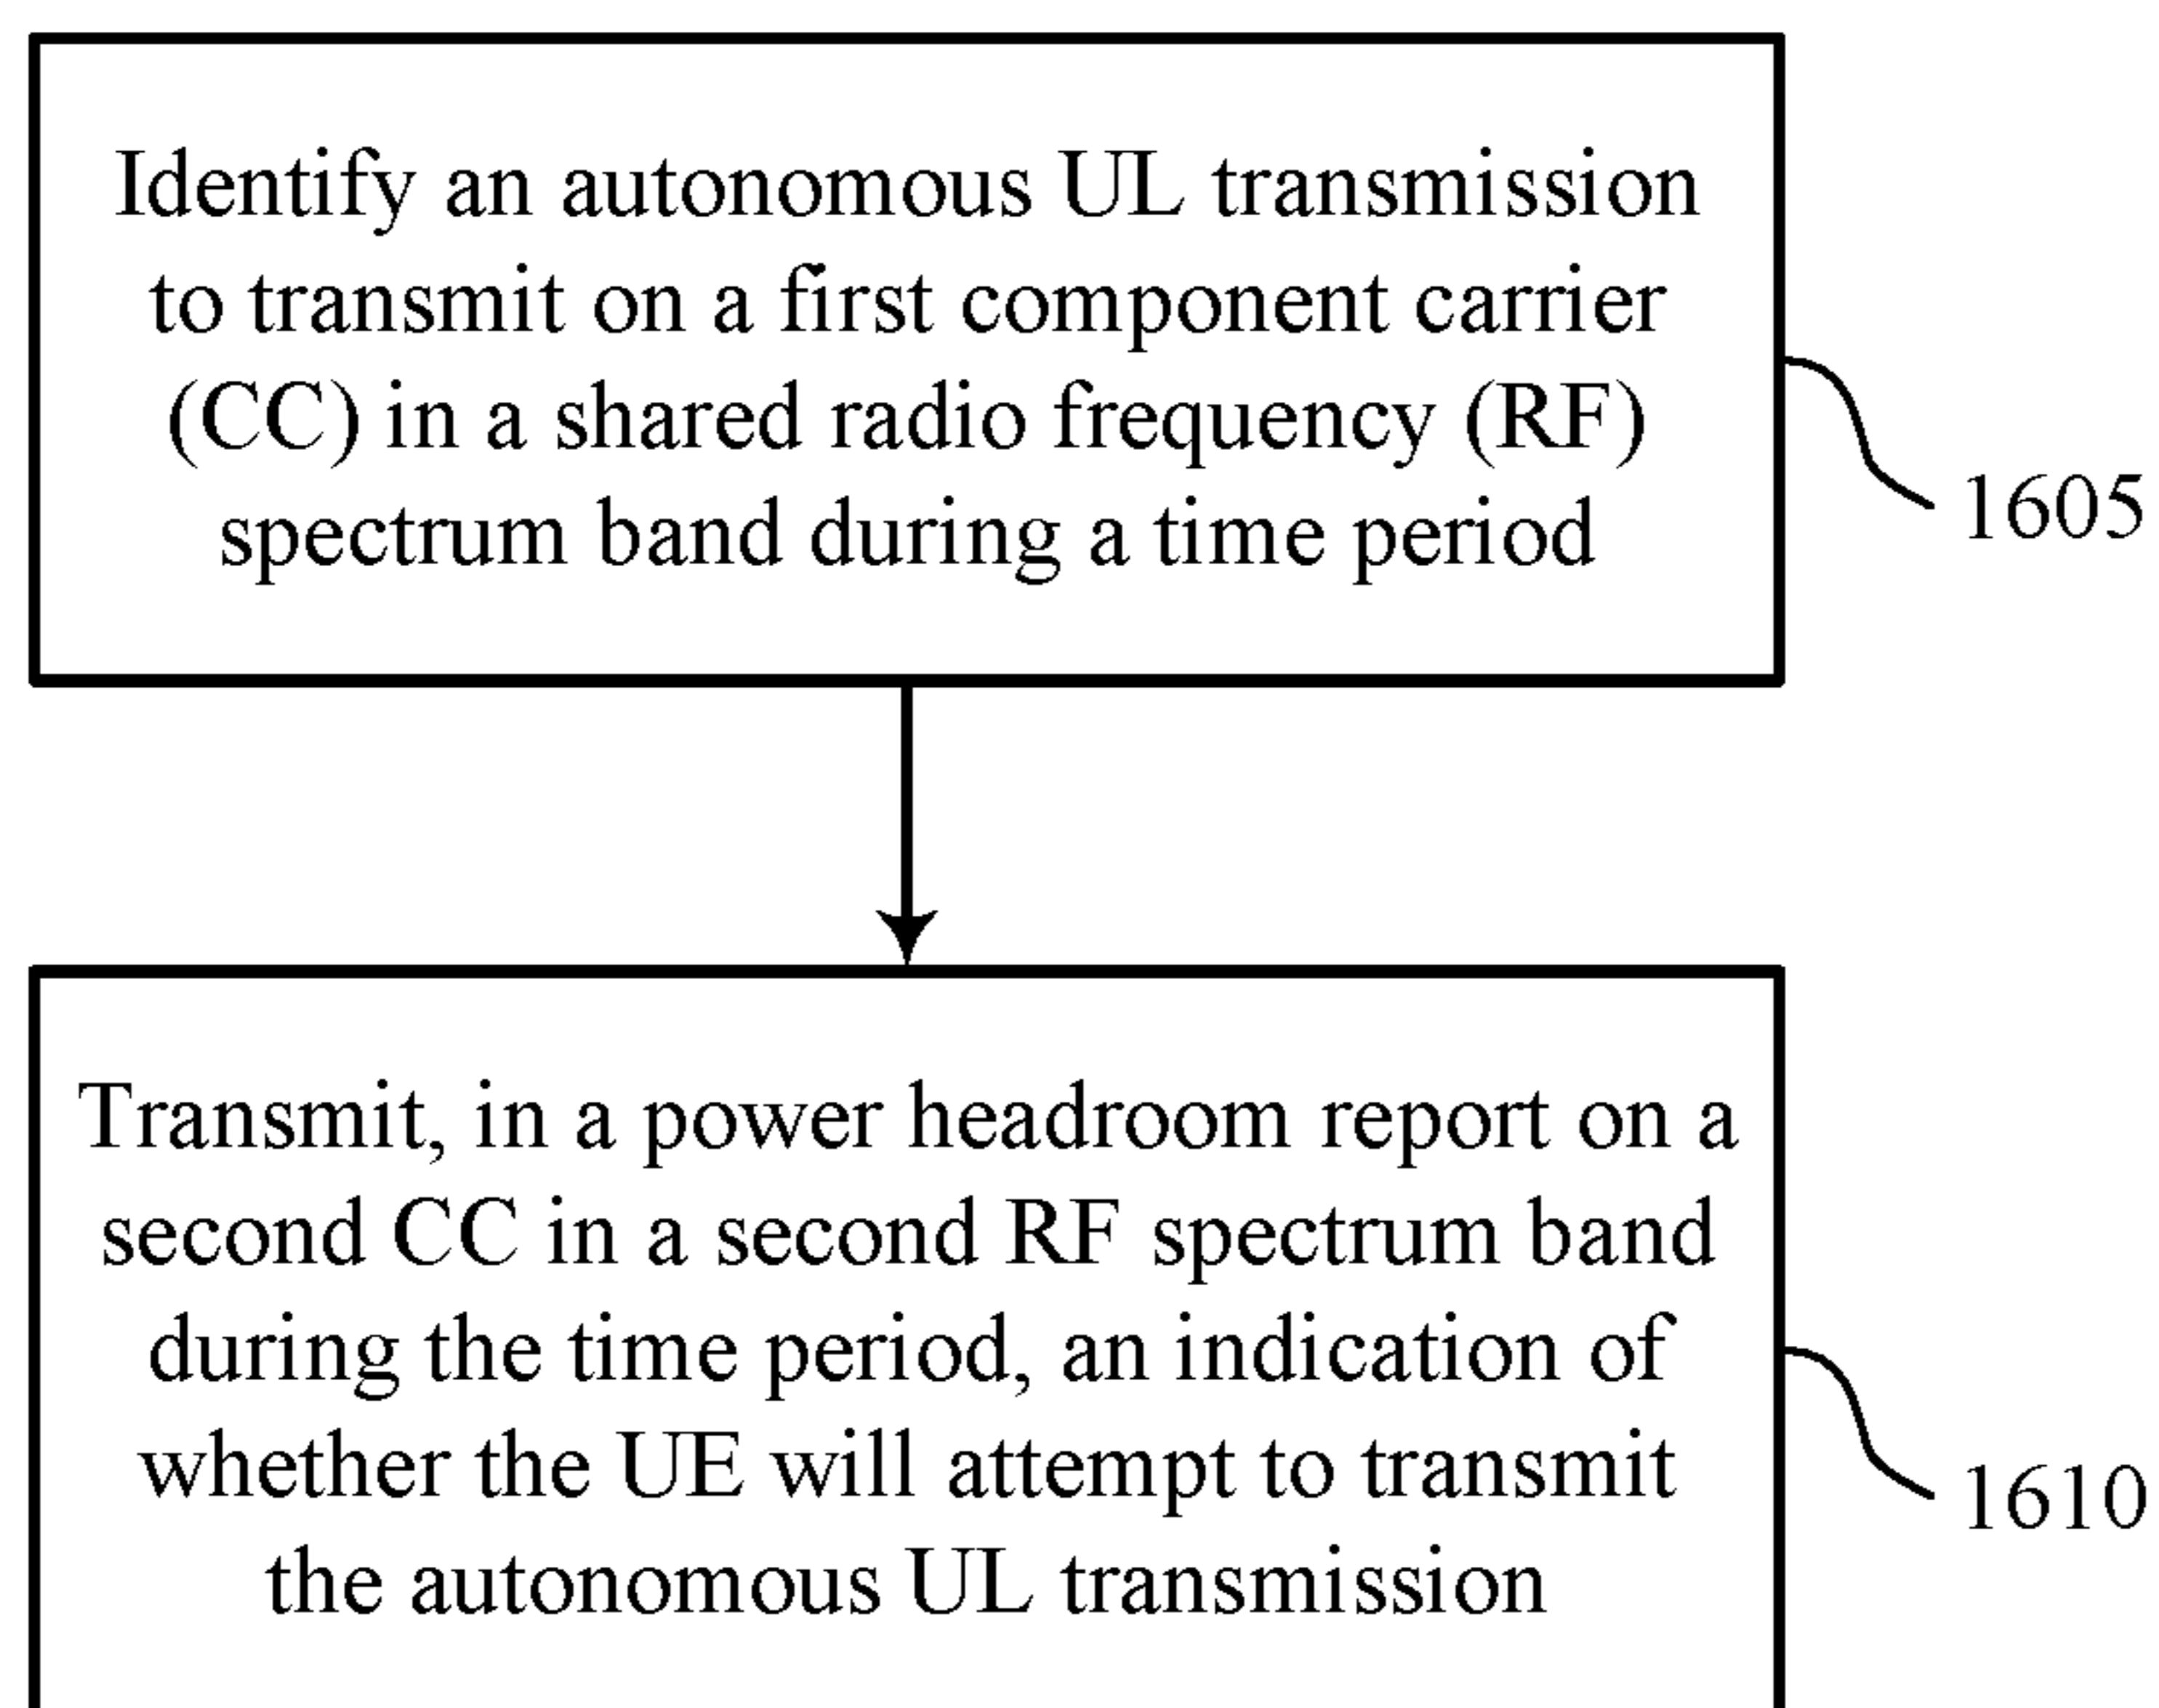 Identify an autonomous UL transmission
to transmit on a first component carrier
(CC) in a shared radio frequency (RF)
spectrum band during a time period
1605
Transmit, in a power headroom report on a
second CC in a second RF spectrum band
during the time period, an indication of
whether the UE will attempt to transmit
the autonomous UL transmission
1610